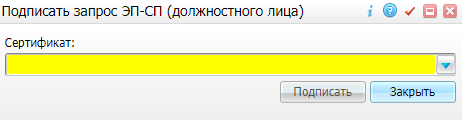 Подписать запрос ЭП-СП (должностного лица)
Сертификат:
Подписать Закрыть